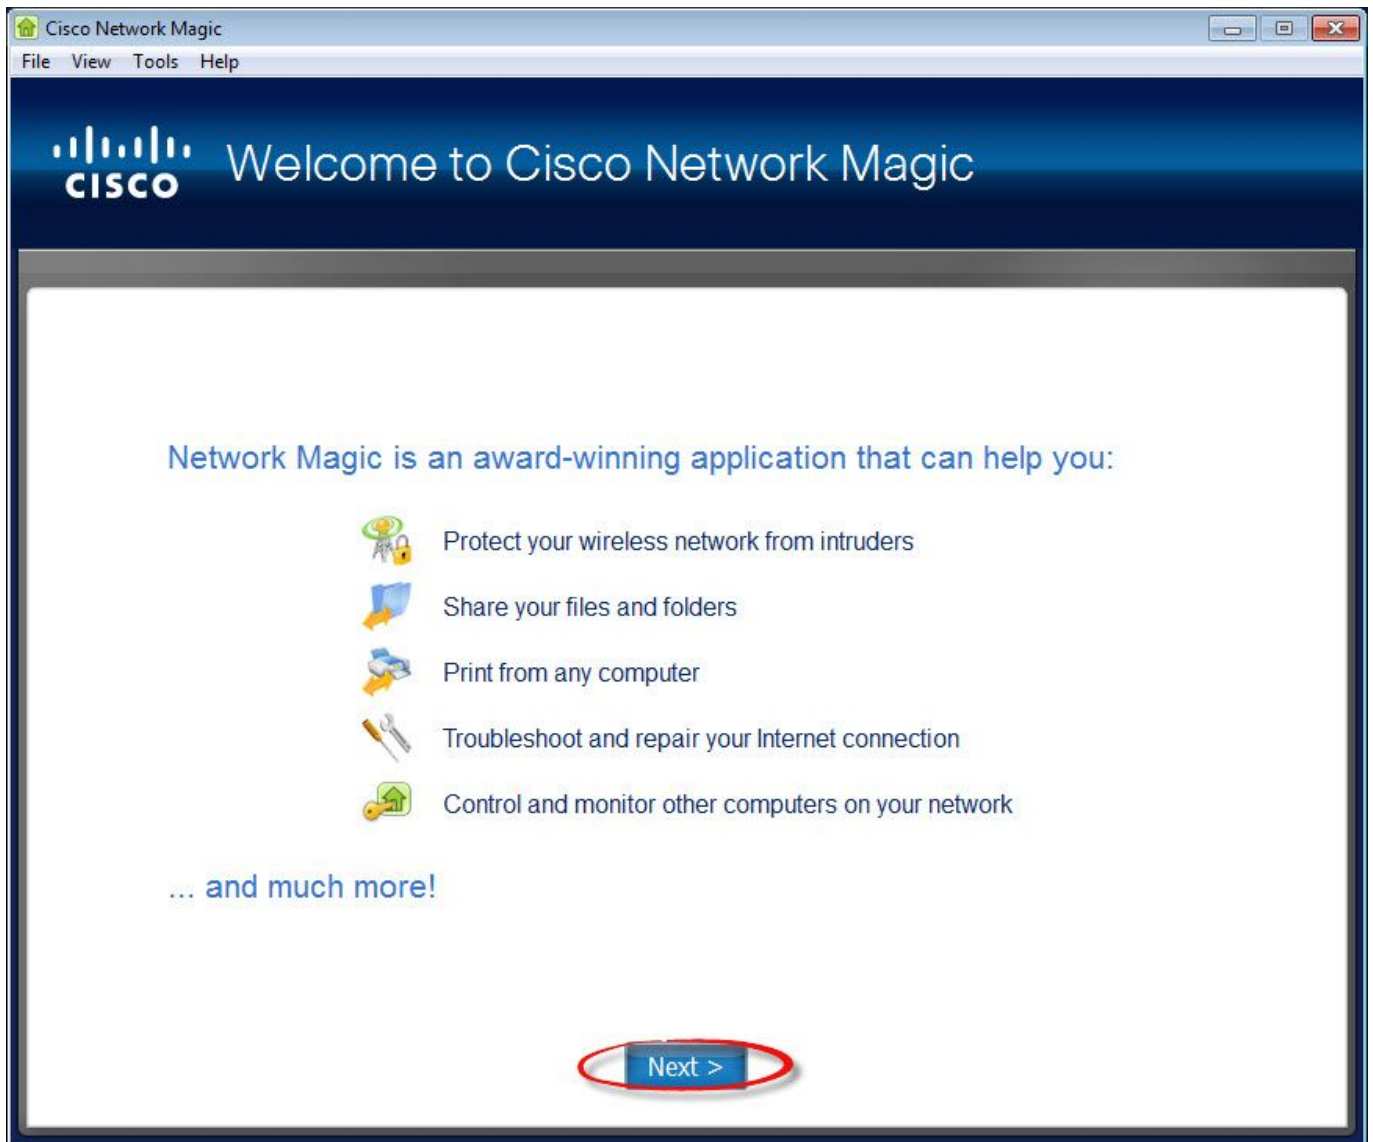 Cisco Network Magic
File View Tools Help
CISCO
Welcome to Cisco Network Magic
Network Magic is an award-winning application that can help you:
Protect your wireless network from intruders
Share your files and folders
Print from any computer
Troubleshoot and repair your Internet connection
Control and monitor other computers on your network
... and much more!
Next >